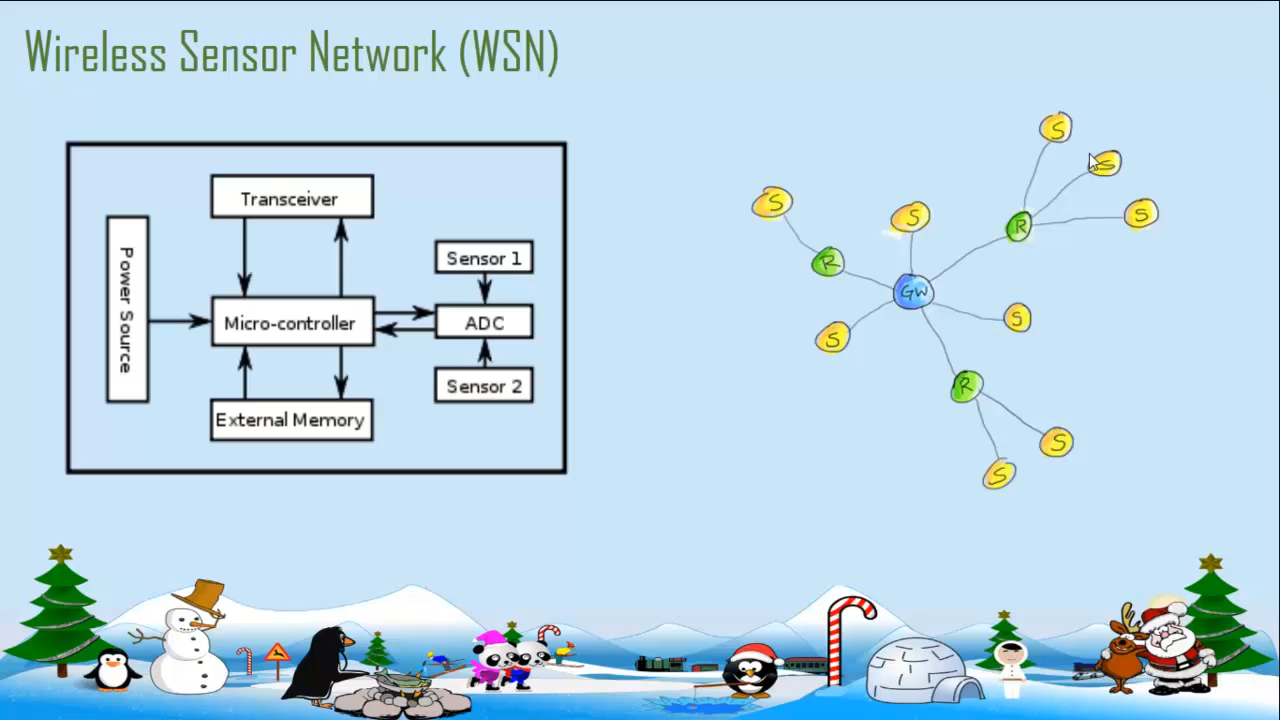 Wireless Sensor Network (WSN)
Transceiver
Power Source
Sensor 1
Micro-controller
ADC
Sensor 2
External Memory
S
S
S
S
S
R
R
GW
S
S
R
S
S